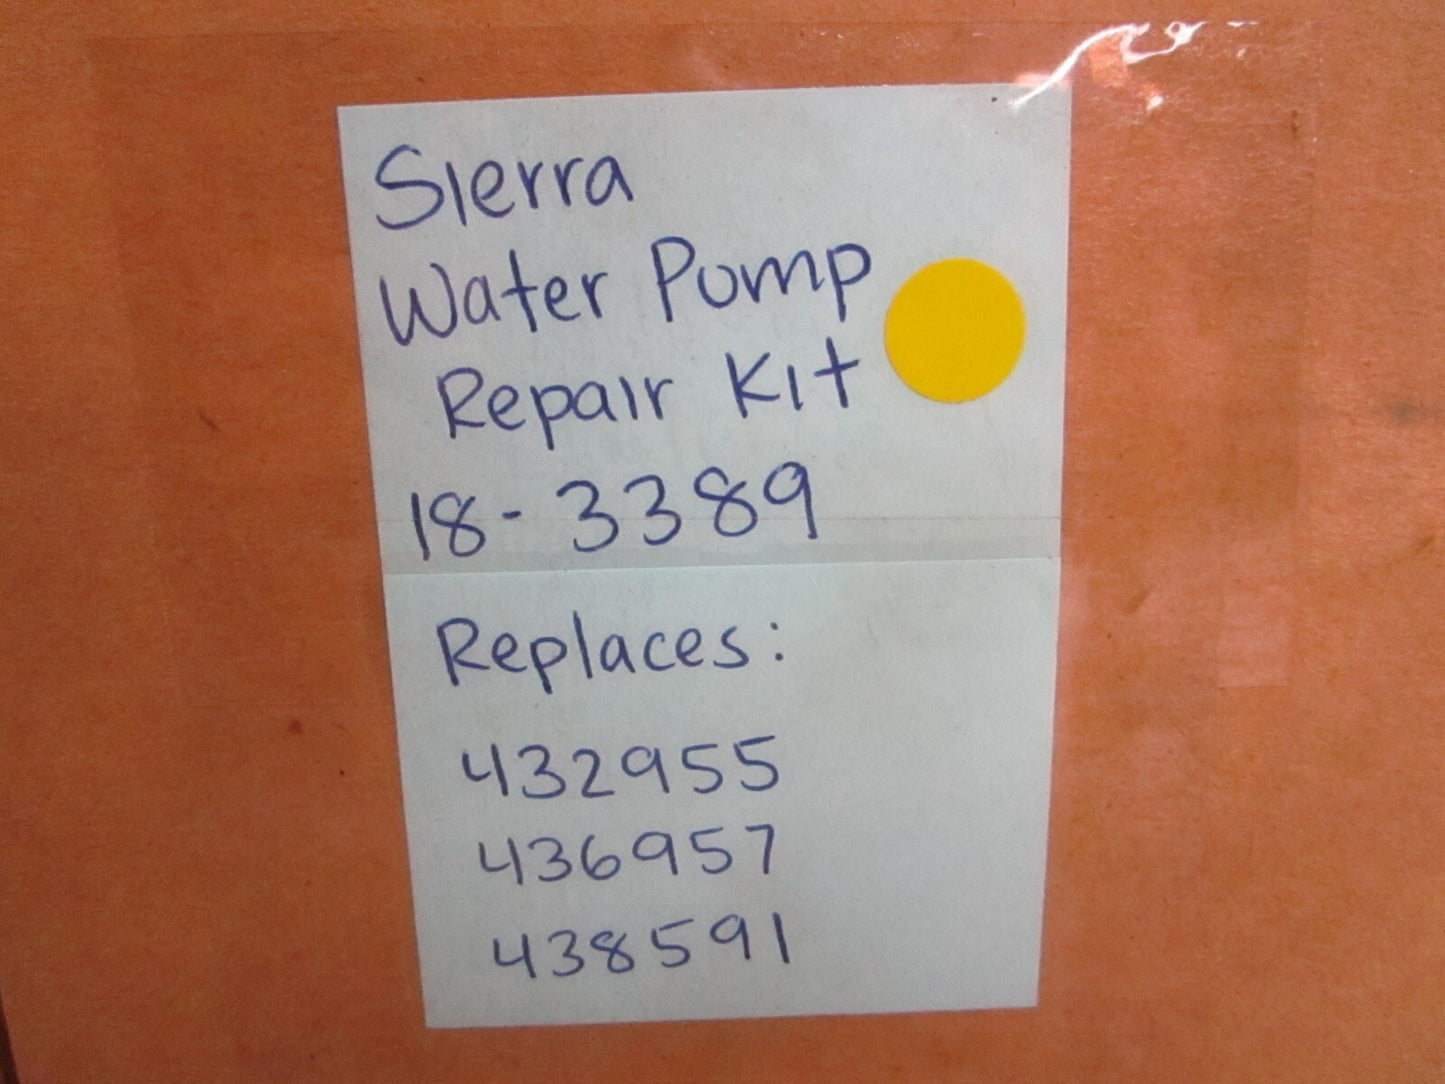 Sierra
Water Pump
Repair Kit
18-3389
Replaces:
432955
436957
438591